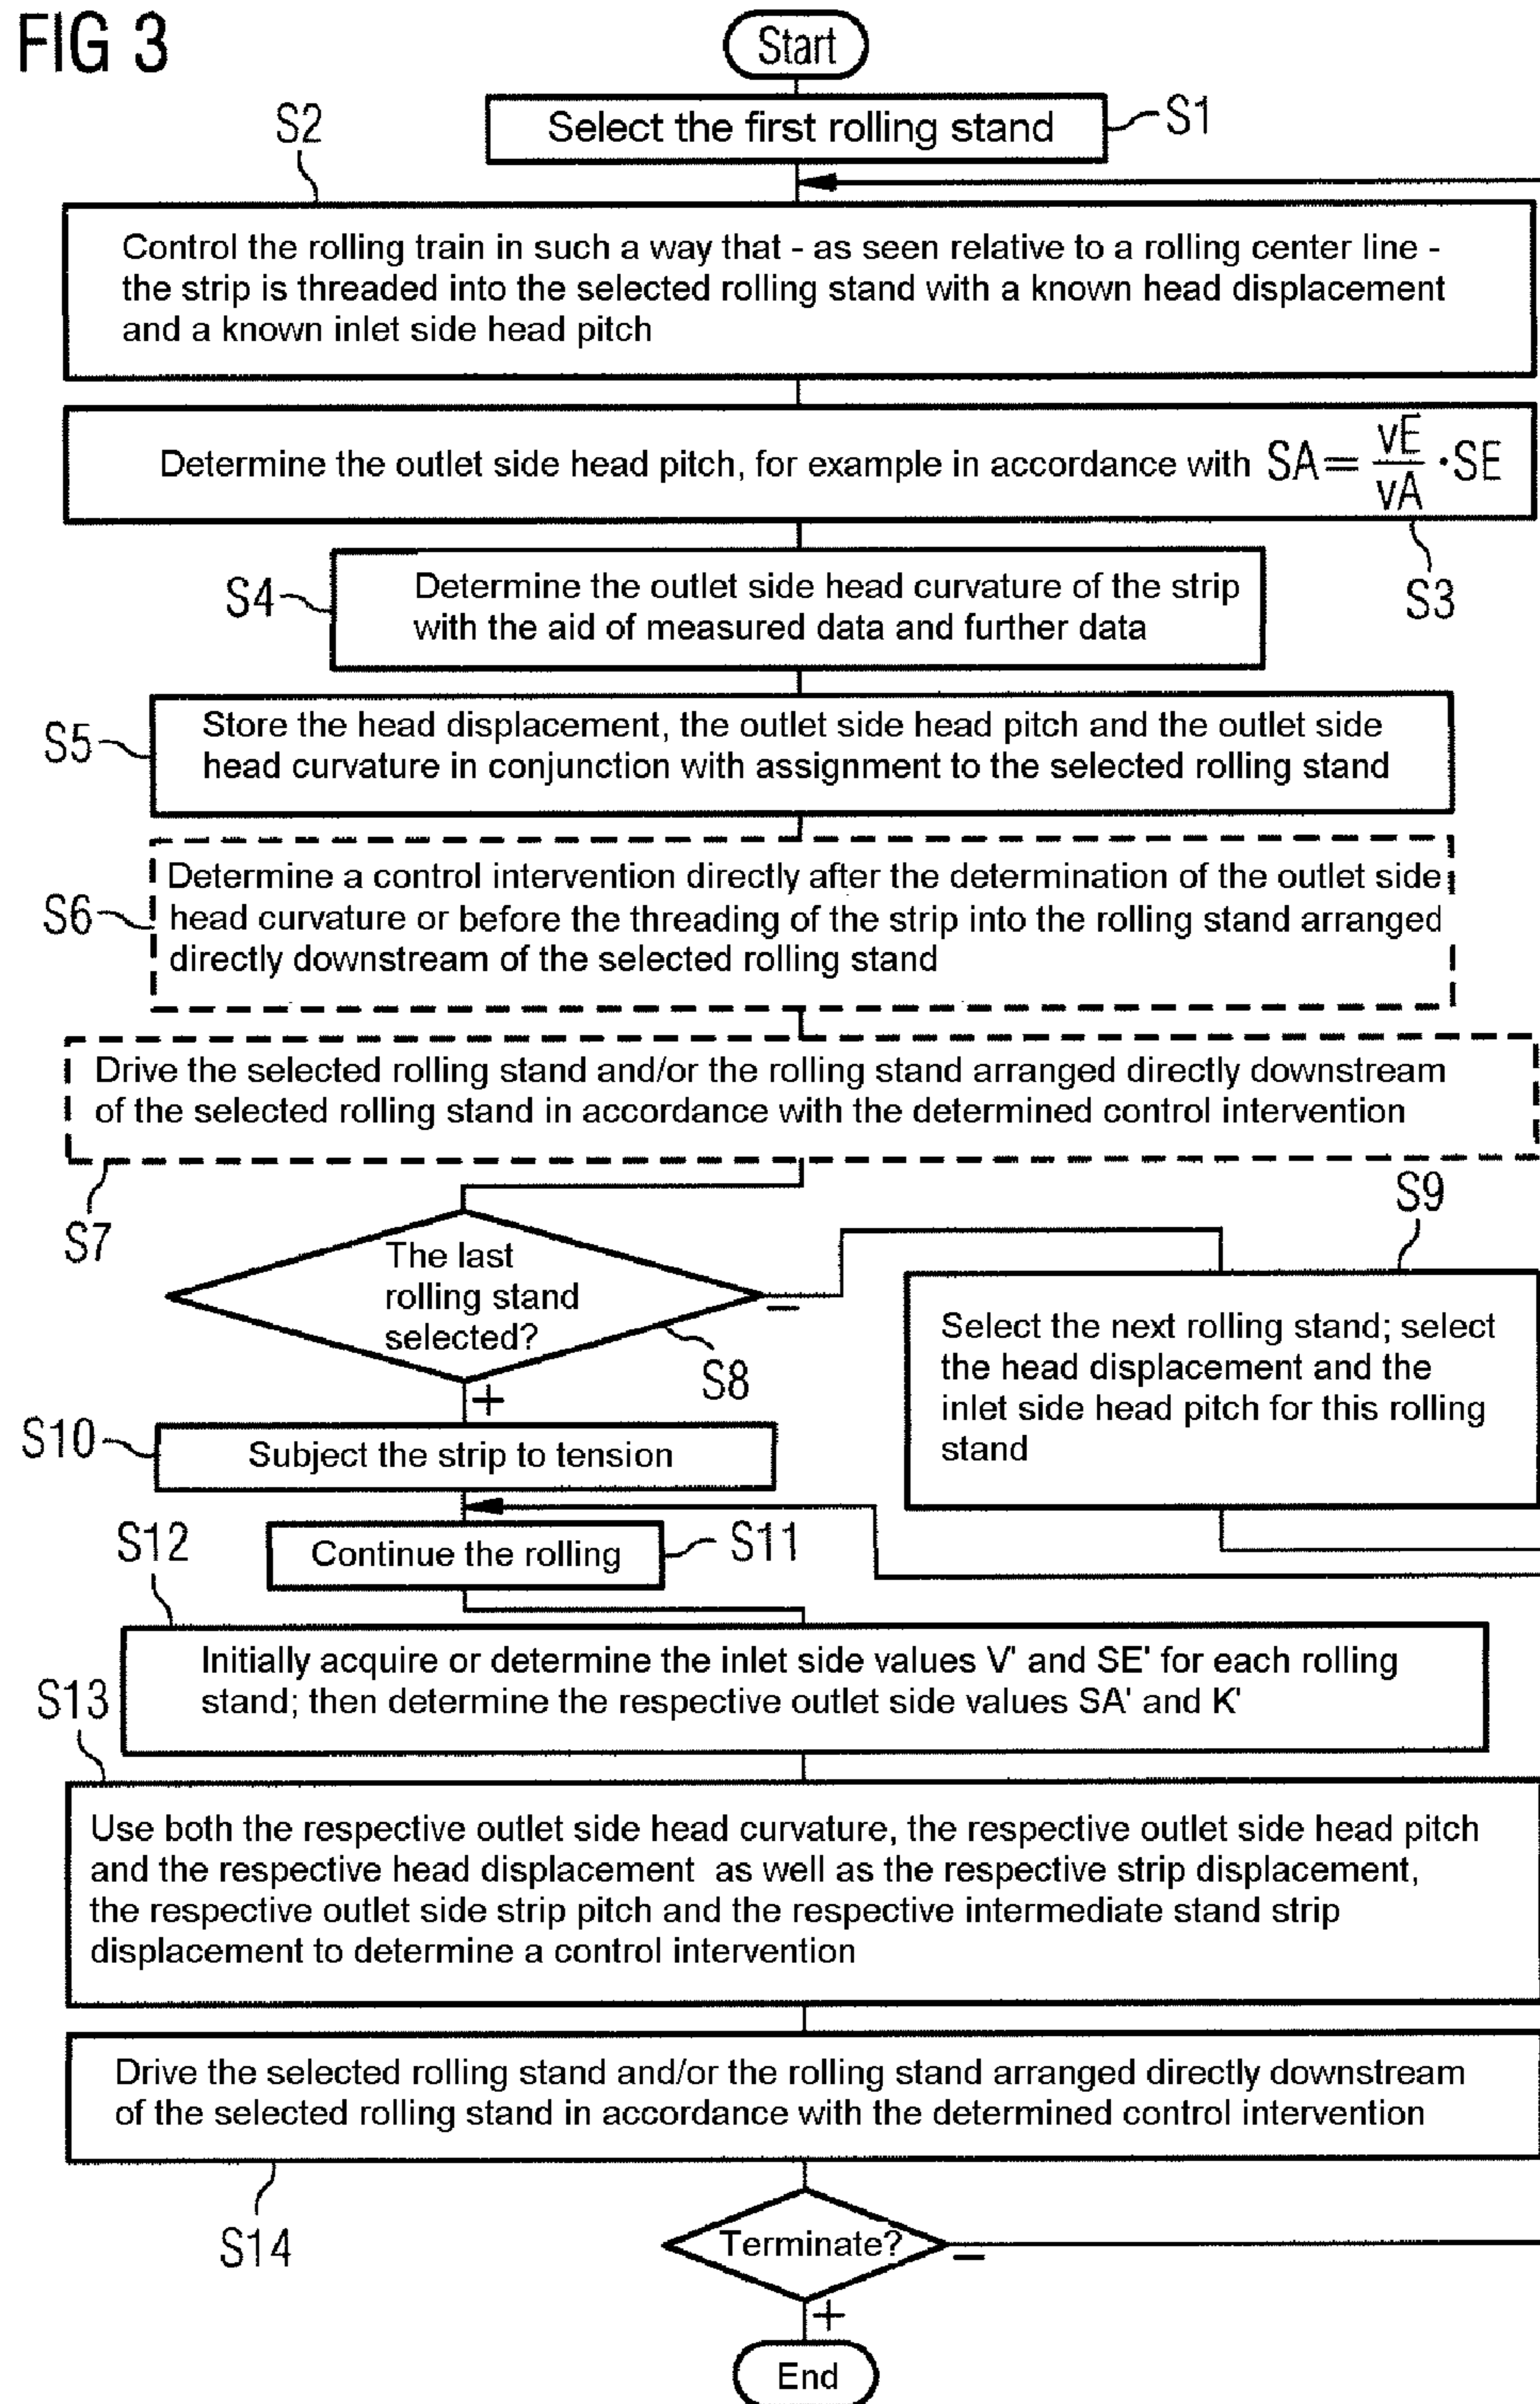 FIG 3
Start
Select the first rolling stand
S1
S2
Control the rolling train in such a way that - as seen relative to a rolling center line -
the strip is threaded into the selected rolling stand with a known head displacement
and a known inlet side head pitch
Determine the outlet side head pitch, for example in accordance with SA = vE/vA · SE
S3
S4
Determine the outlet side head curvature of the strip
with the aid of measured data and further data
S5
Store the head displacement, the outlet side head pitch and the outlet side
head curvature in conjunction with assignment to the selected rolling stand
S6
Determine a control intervention directly after the determination of the outlet side
head curvature or before the threading of the strip into the rolling stand arranged
directly downstream of the selected rolling stand
Drive the selected rolling stand and/or the rolling stand arranged directly downstream
of the selected rolling stand in accordance with the determined control intervention
S7
The last
rolling stand
selected?
–
S8
+
S9
Select the next rolling stand; select
the head displacement and the
inlet side head pitch for this rolling
stand
S10
Subject the strip to tension
Continue the rolling
S11
S12
Initially acquire or determine the inlet side values V' and SE' for each rolling
stand; then determine the respective outlet side values SA' and K'
S13
Use both the respective outlet side head curvature, the respective outlet side head pitch
and the respective head displacement as well as the respective strip displacement,
the respective outlet side strip pitch and the respective intermediate stand strip
displacement to determine a control intervention
Drive the selected rolling stand and/or the rolling stand arranged directly downstream
of the selected rolling stand in accordance with the determined control intervention
S14
Terminate?
–
+
End